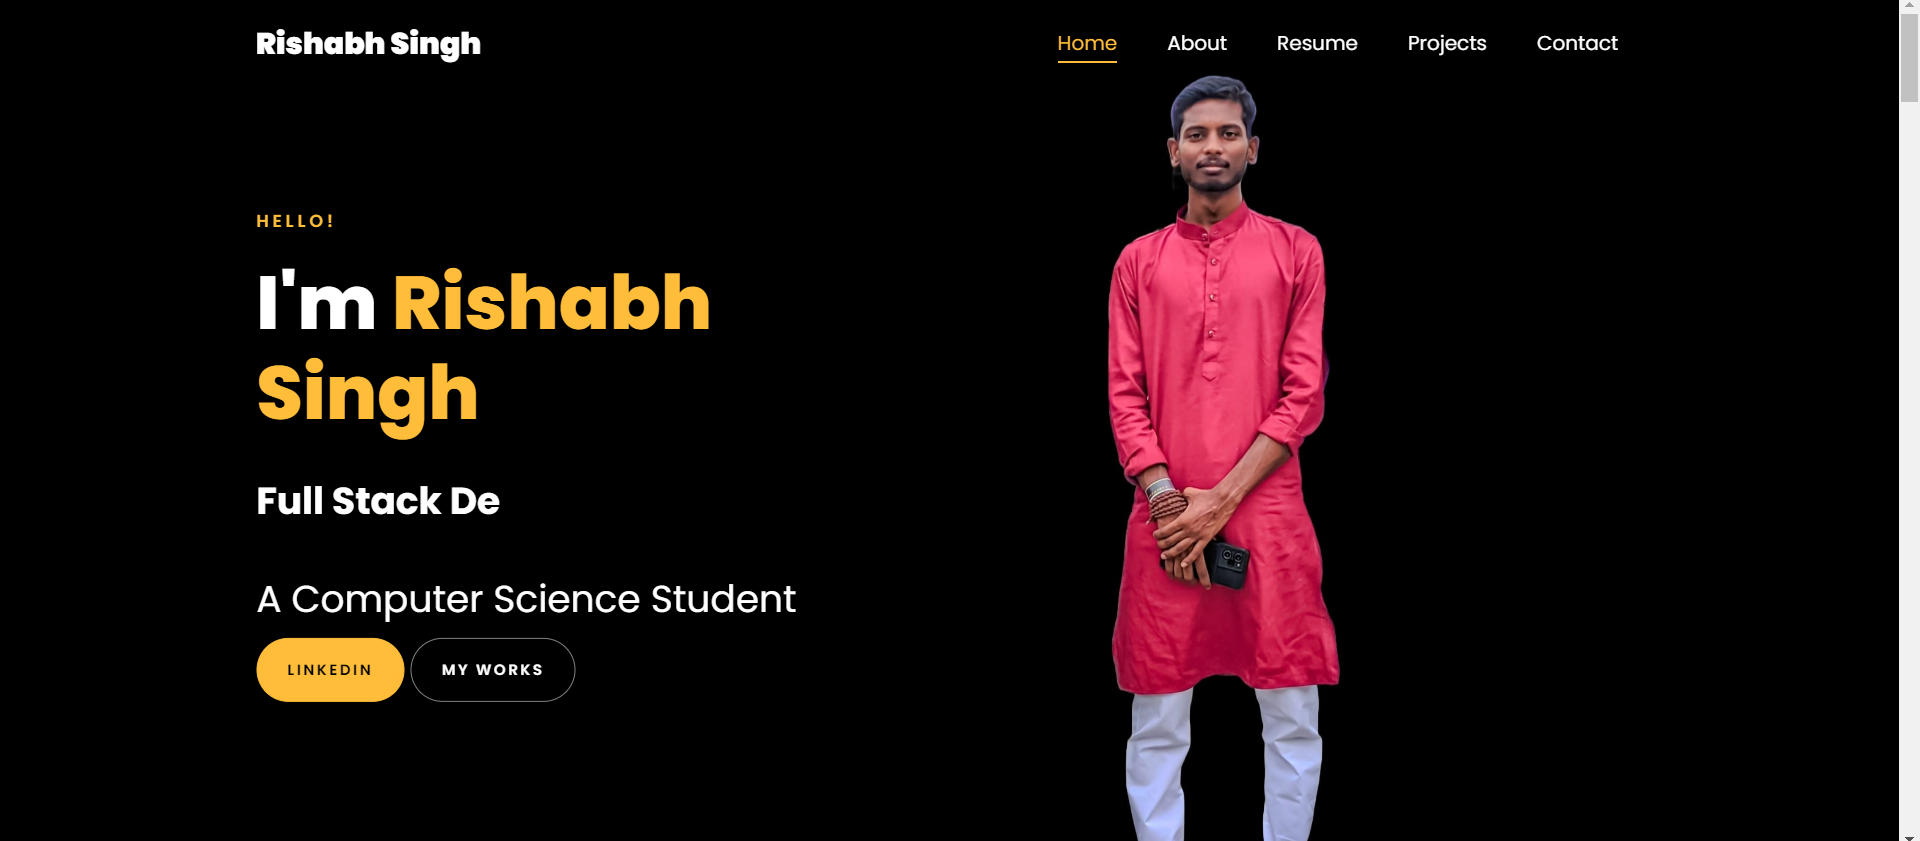 Rishabh Singh
Home About Resume Projects Contact
HELLO!
I'm Rishabh
Singh
Full Stack De
A Computer Science Student
LINKEDIN MY WORKS